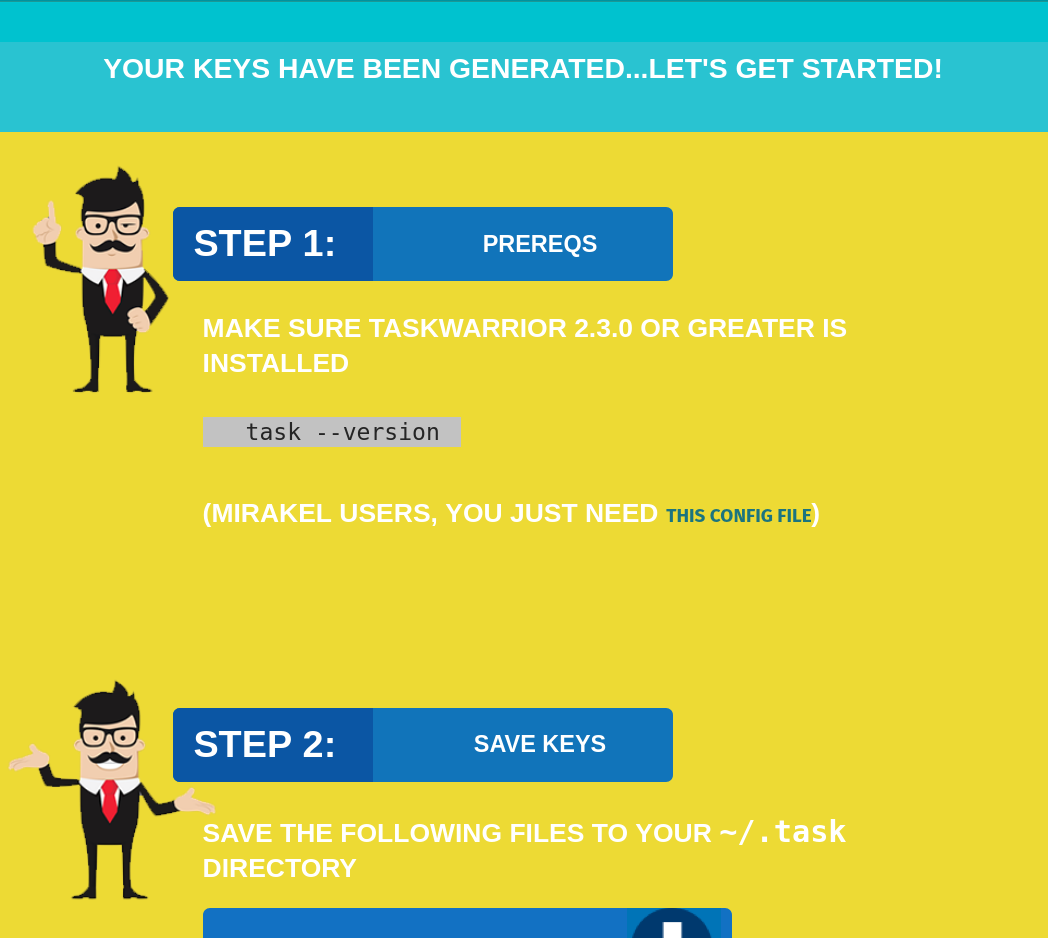 YOUR KEYS HAVE BEEN GENERATED...LET'S GET STARTED!
STEP 1:
PREREQS
MAKE SURE TASKWARRIOR 2.3.0 OR GREATER IS
INSTALLED
task --version
(MIRAKEL USERS, YOU JUST NEED THIS CONFIG FILE)
STEP 2:
SAVE KEYS
SAVE THE FOLLOWING FILES TO YOUR ~/.task
DIRECTORY